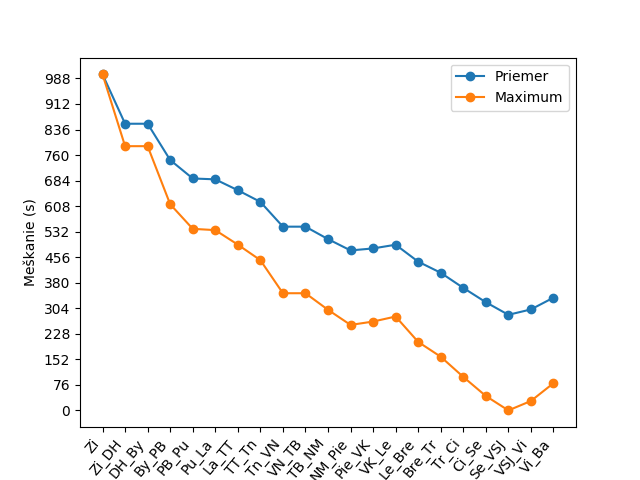 Priemer
Maximum
Meškanie (s)
988
912
836
760
684
608
532
456
380
304
228
152
76
0
Zi
Zi_DH
DH_By
By_PB
PB_Pu
Pu_La
La_TT
TT_Tn
Tn_VN
VN_TB
TB_NM
NM_Pie
Pie_VK
VK_Le
Le_Bre
Bre_Tr
Tr_Ci
Ci_Se
Se_VSJ
VSJ_Vi
Vi_Ba